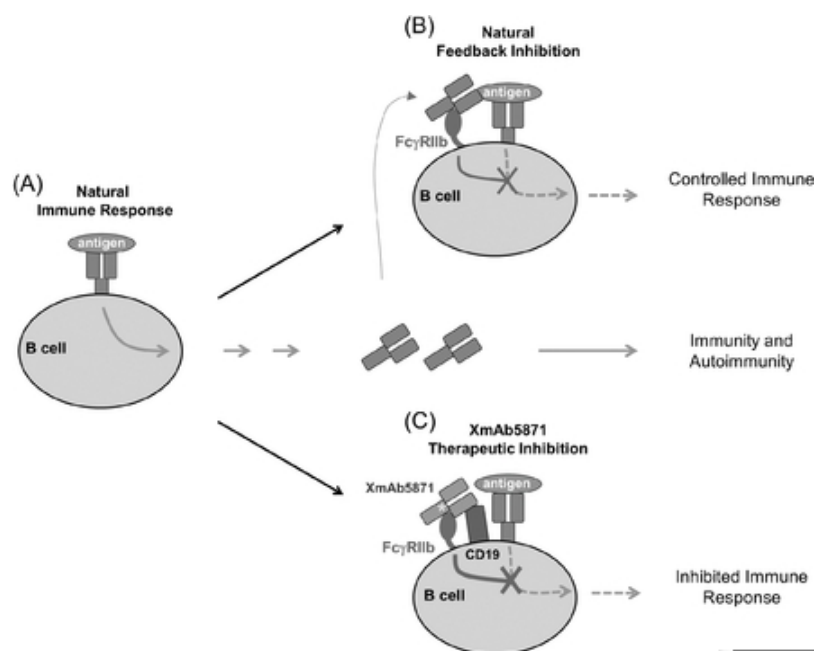 (A)
Natural
Immune Response
antigen
B cell
(B)
Natural
Feedback Inhibition
antigen
FcγRIIb
B cell
Controlled Immune
Response
Immunity and
Autoimmunity
(C)
XmAb5871
Therapeutic Inhibition
XmAb5871
antigen
FcγRIIb
CD19
B cell
Inhibited Immune
Response